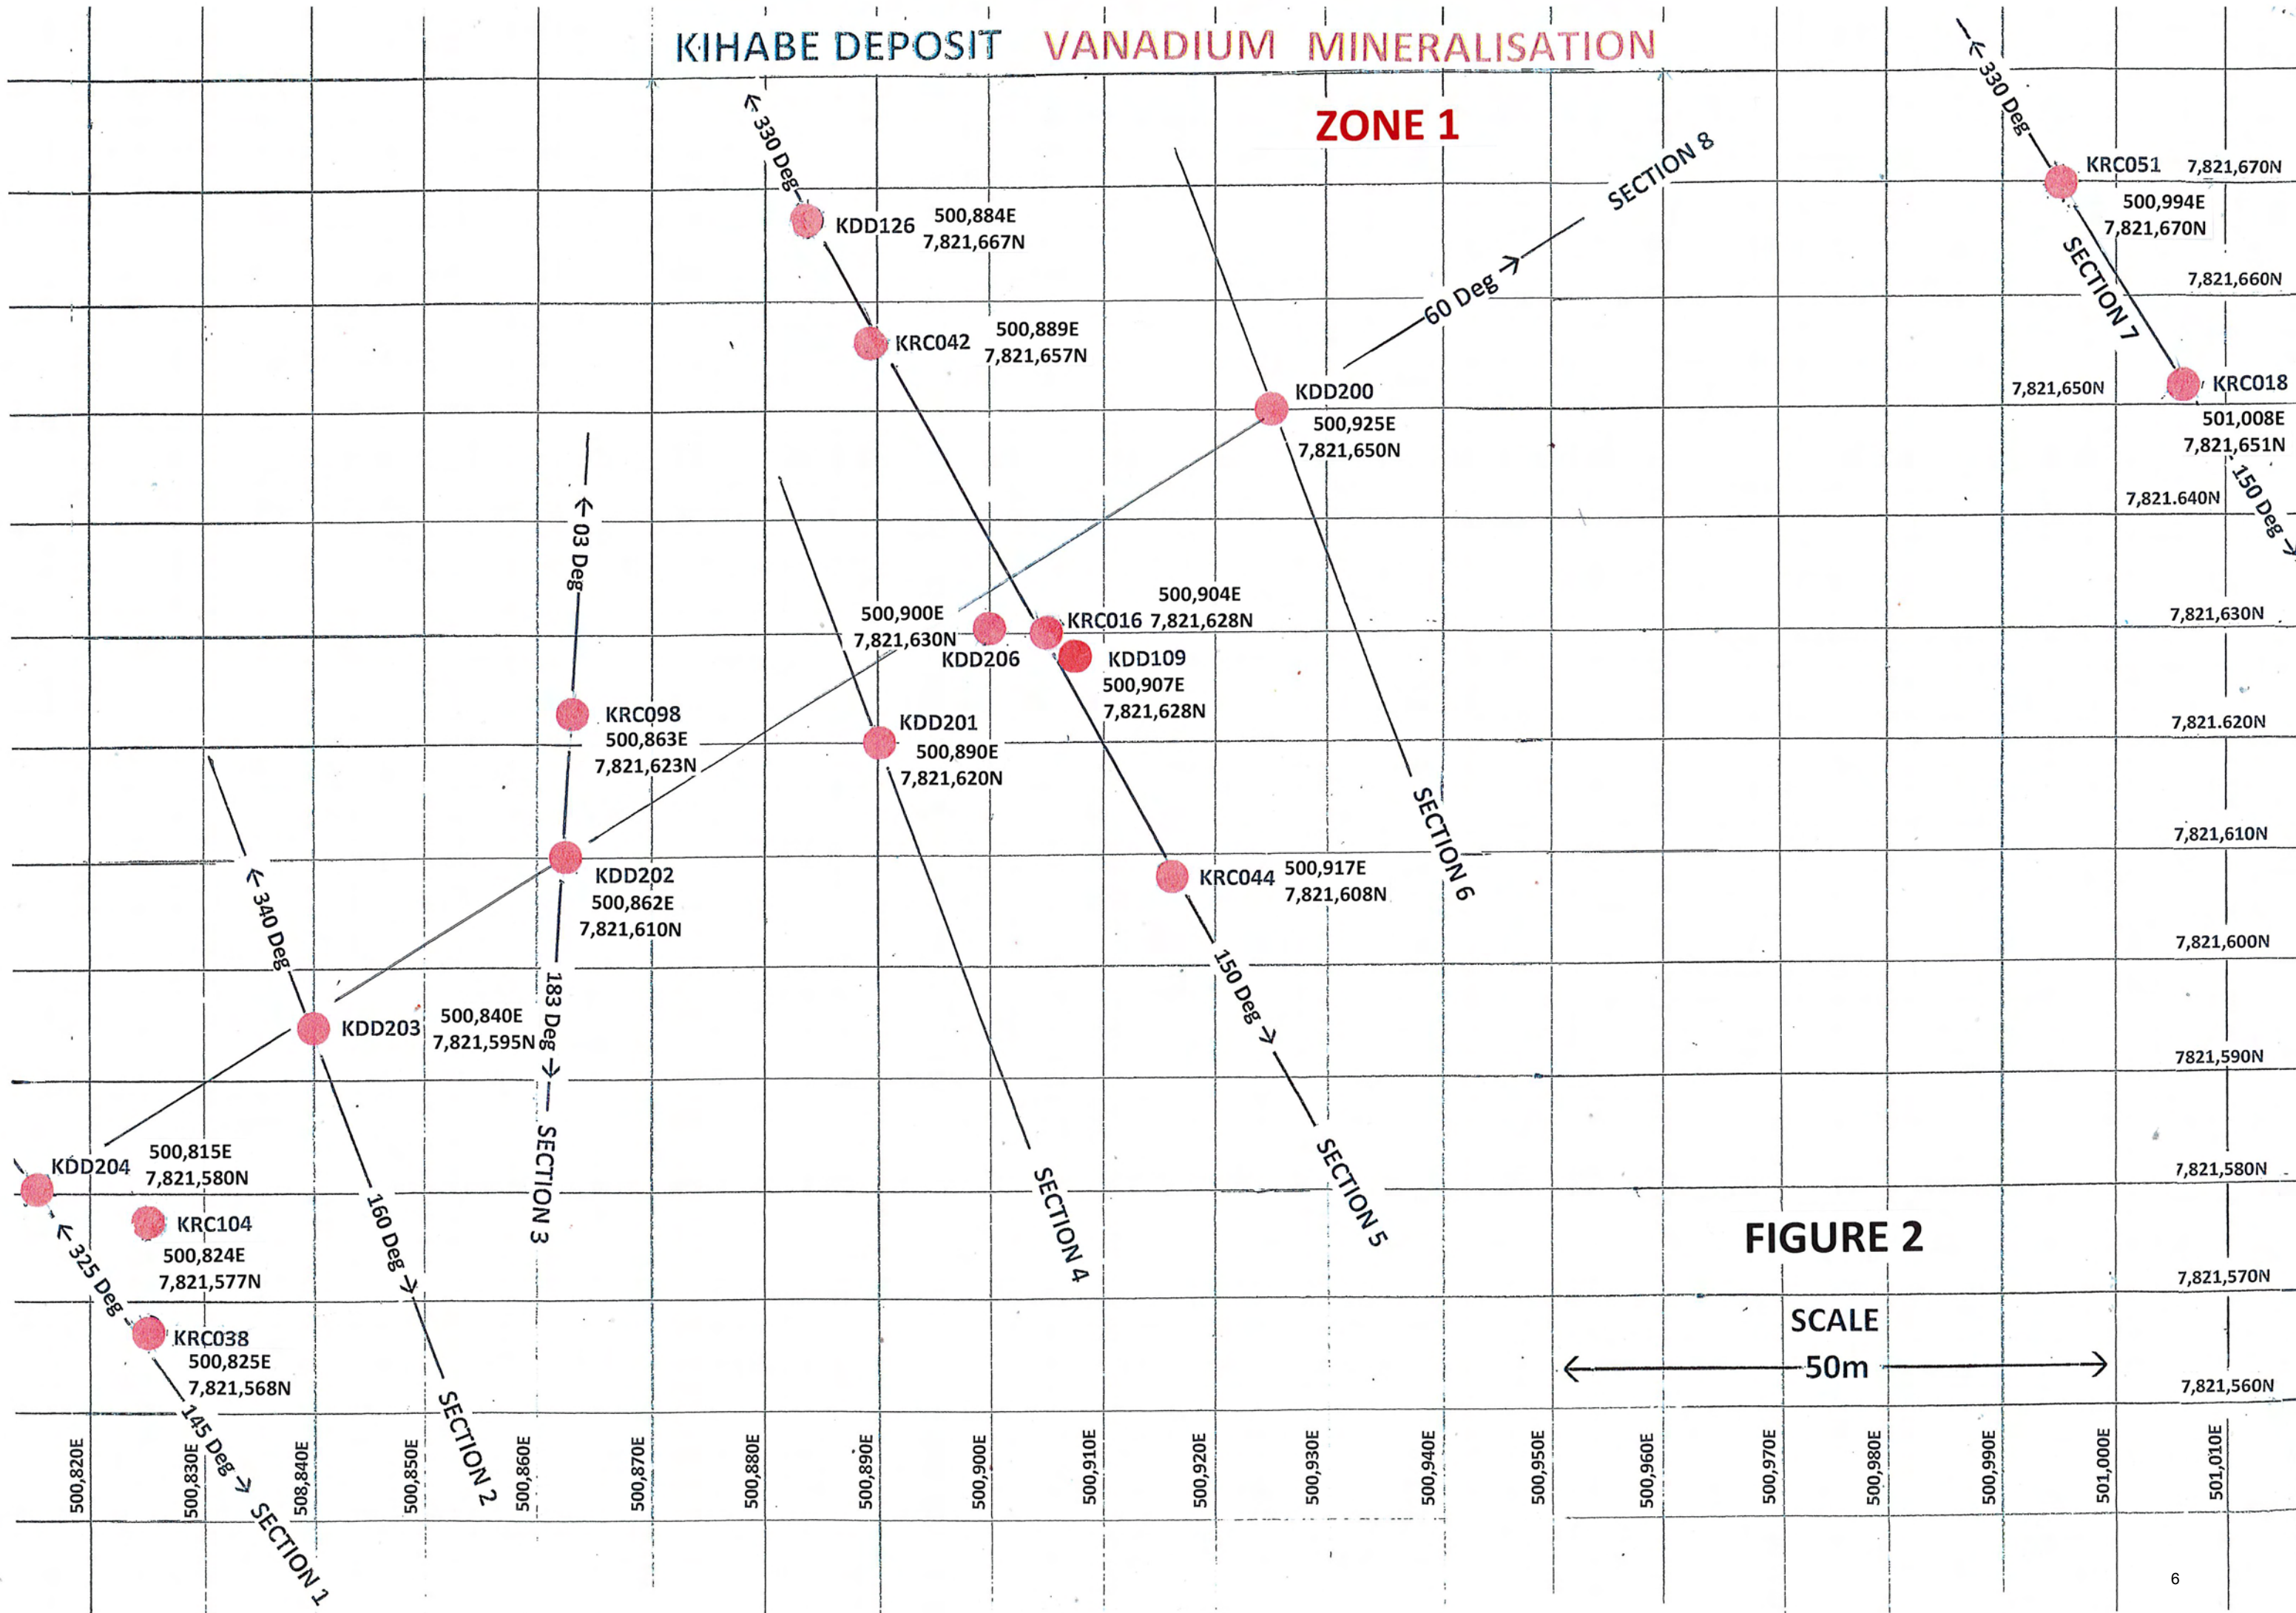 KIHABE DEPOSIT VANADIUM MINERALISATION
ZONE 1
← 330 Deg
KDD126
500,884E
7,821,667N
KRC042
500,889E
7,821,657N
SECTION 8
60 Deg →
← 330 Deg
KRC051
7,821,670N
500,994E
7,821,670N
SECTION 7
7,821,660N
KDD200
500,925E
7,821,650N
7,821,650N
KRC018
501,008E
7,821,651N
150 Deg →
7,821.640N
← 03 Deg
500,900E
7,821,630N
KDD206
500,904E
KRC016 7,821,628N
KDD109
500,907E
7,821,628N
7,821,630N
KRC098
500,863E
7,821,623N
KDD201
500,890E
7,821,620N
7,821.620N
SECTION 6
7,821,610N
← 340 Deg
KDD202
500,862E
7,821,610N
KRC044
500,917E
7,821,608N
7,821,600N
183 Deg →
150 Deg →
KDD203
500,840E
7,821,595N
7821,590N
SECTION 3
SECTION 4
SECTION 5
KDD204
500,815E
7,821,580N
7,821,580N
KRC104
500,824E
7,821,577N
160 Deg →
FIGURE 2
← 325 Deg
7,821,570N
KRC038
500,825E
7,821,568N
SCALE
50m
7,821,560N
145 Deg →
SECTION 2
SECTION 1
500,820E
500,830E
508,840E
500,850E
500,860E
500,870E
500,880E
500,890E
500,900E
500,910E
500,920E
500,930E
500,940E
500,950E
500,960E
500,970E
500,980E
500,990E
501,000E
501,010E
6